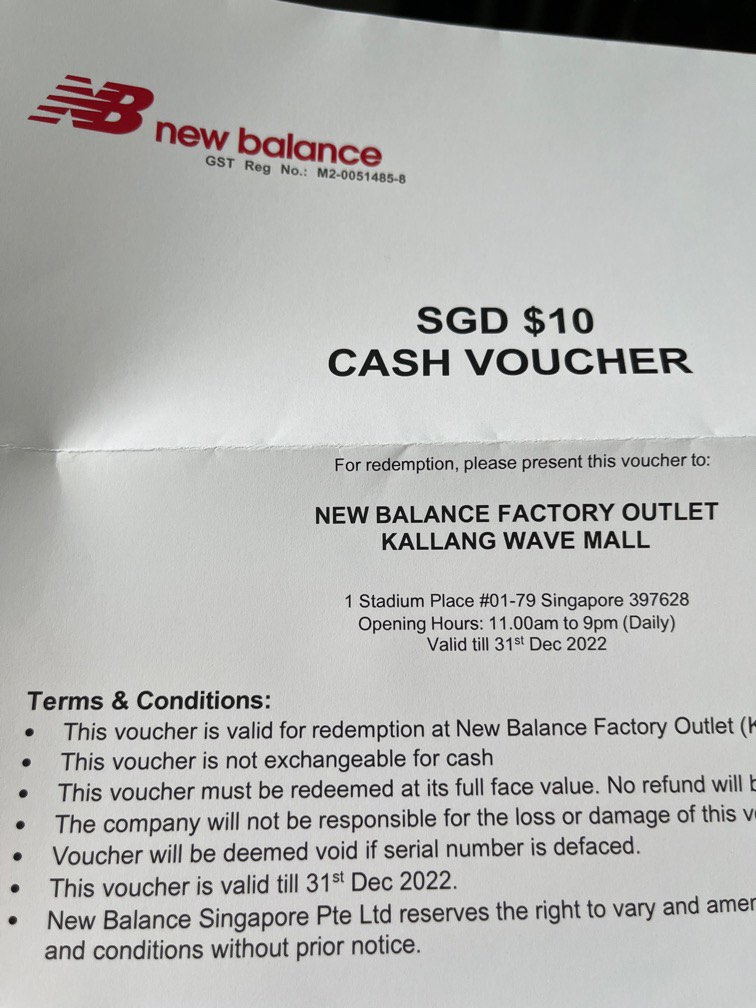 NB
new balance
GST Reg No.: M2-0051485-8
SGD $10
CASH VOUCHER
For redemption, please present this voucher to:
NEW BALANCE FACTORY OUTLET
KALLANG WAVE MALL
1 Stadium Place #01-79 Singapore 397628
Opening Hours: 11.00am to 9pm (Daily)
Valid till 31st Dec 2022
Terms & Conditions:
• This voucher is valid for redemption at New Balance Factory Outlet
• This voucher is not exchangeable for cash
• This voucher must be redeemed at its full face value. No refund will
• The company will not be responsible for the loss or damage of this
• Voucher will be deemed void if serial number is defaced.
• This voucher is valid till 31st Dec 2022.
• New Balance Singapore Pte Ltd reserves the right to vary and
and conditions without prior notice.